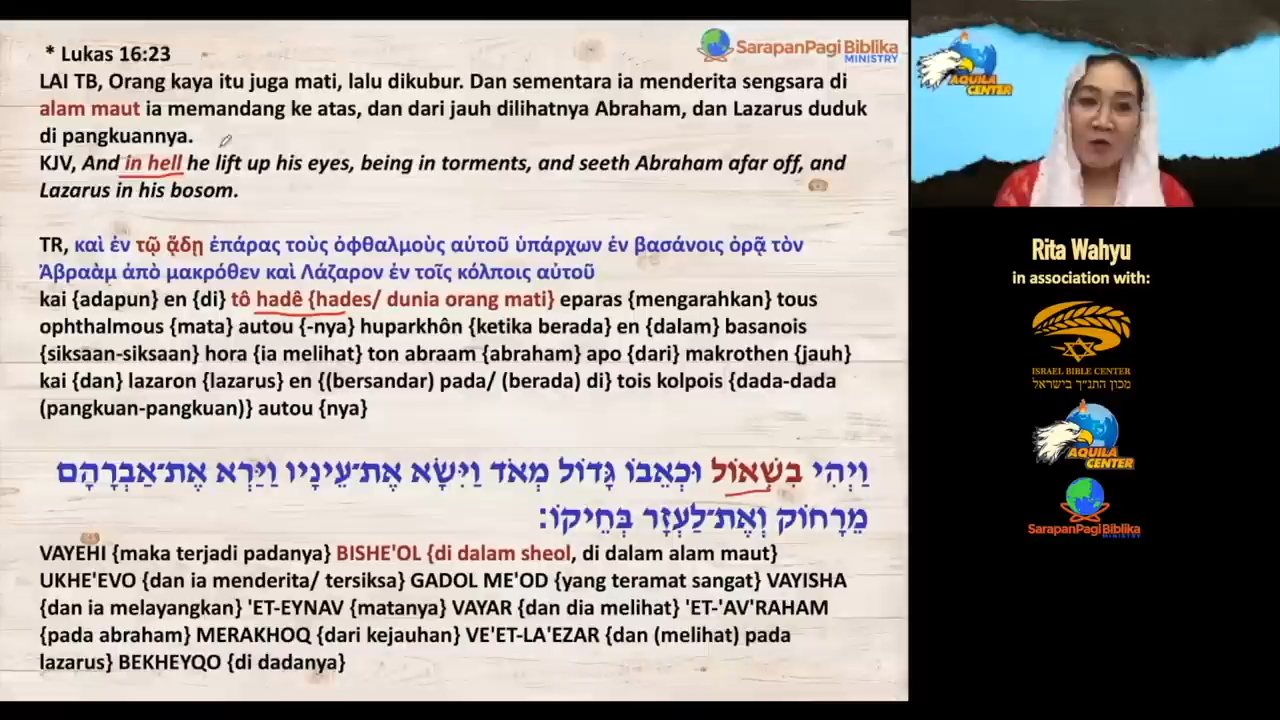 * Lukas 16:23
SarapanPagi Biblika
MINISTRY
LAI TB, Orang kaya itu juga mati, lalu dikubur. Dan sementara ia menderita sengsara di
alam maut ia memandang ke atas, dan dari jauh dilihatnya Abraham, dan Lazarus duduk
di pangkuannya.
KJV, And in hell he lift up his eyes, being in torments, and seeth Abraham afar off, and
Lazarus in his bosom.
TR, καὶ ἐν τῷ ᾅδῃ ἐπάρας τοὺς ὀφθαλμοὺς αὐτοῦ ὑπάρχων ἐν βασάνοις ὁρᾷ τὸν
Ἀβραὰμ ἀπὸ μακρόθεν καὶ Λάζαρον ἐν τοῖς κόλποις αὐτοῦ
kai {adapun} en {di} tô hadê {hades/ dunia orang mati} eparas {mengarahkan} tous
ophthalmous {mata} autou {-nya} huparkhôn {ketika berada} en {dalam} basanois
{siksaan-siksaan} hora {ia melihat} ton abraam {abraham} apo {dari} makrothen {jauh}
kai {dan} lazaron {lazarus} en {(bersandar) pada/ (berada) di} tois kolpois {dada-dada
(pangkuan-pangkuan)} autou {nya}
וַיְהִי בִשְׁאוֹל וּכְאֵבוֹ גָּדוֹל מְאֹד וַיִּשָּׂא אֶת־עֵינָיו וַיַּרְא אֶת־אַבְרָהָם
מֵרָחוֹק וְאֶת־לַעְזָר בְּחֵיקוֹ׃
VAYEHI {maka terjadi padanya} BISHE'OL {di dalam sheol, di dalam alam maut}
UKHE'EVO {dan ia menderita/ tersiksa} GADOL ME'OD {yang teramat sangat} VAYISHA
{dan ia melayangkan} 'ET-EYNAV {matanya} VAYAR {dan dia melihat} 'ET-'AV'RAHAM
{pada abraham} MERAKHOQ {dari kejauhan} VE'ET-LA'EZAR {dan (melihat) pada
lazarus} BEKHEYQO {di dadanya}
AQUILA
CENTER
Rita Wahyu
in association with:
ISRAEL BIBLE CENTER
מכון התנ״ך בישראל
AQUILA
CENTER
SarapanPagi Biblika
MINISTRY